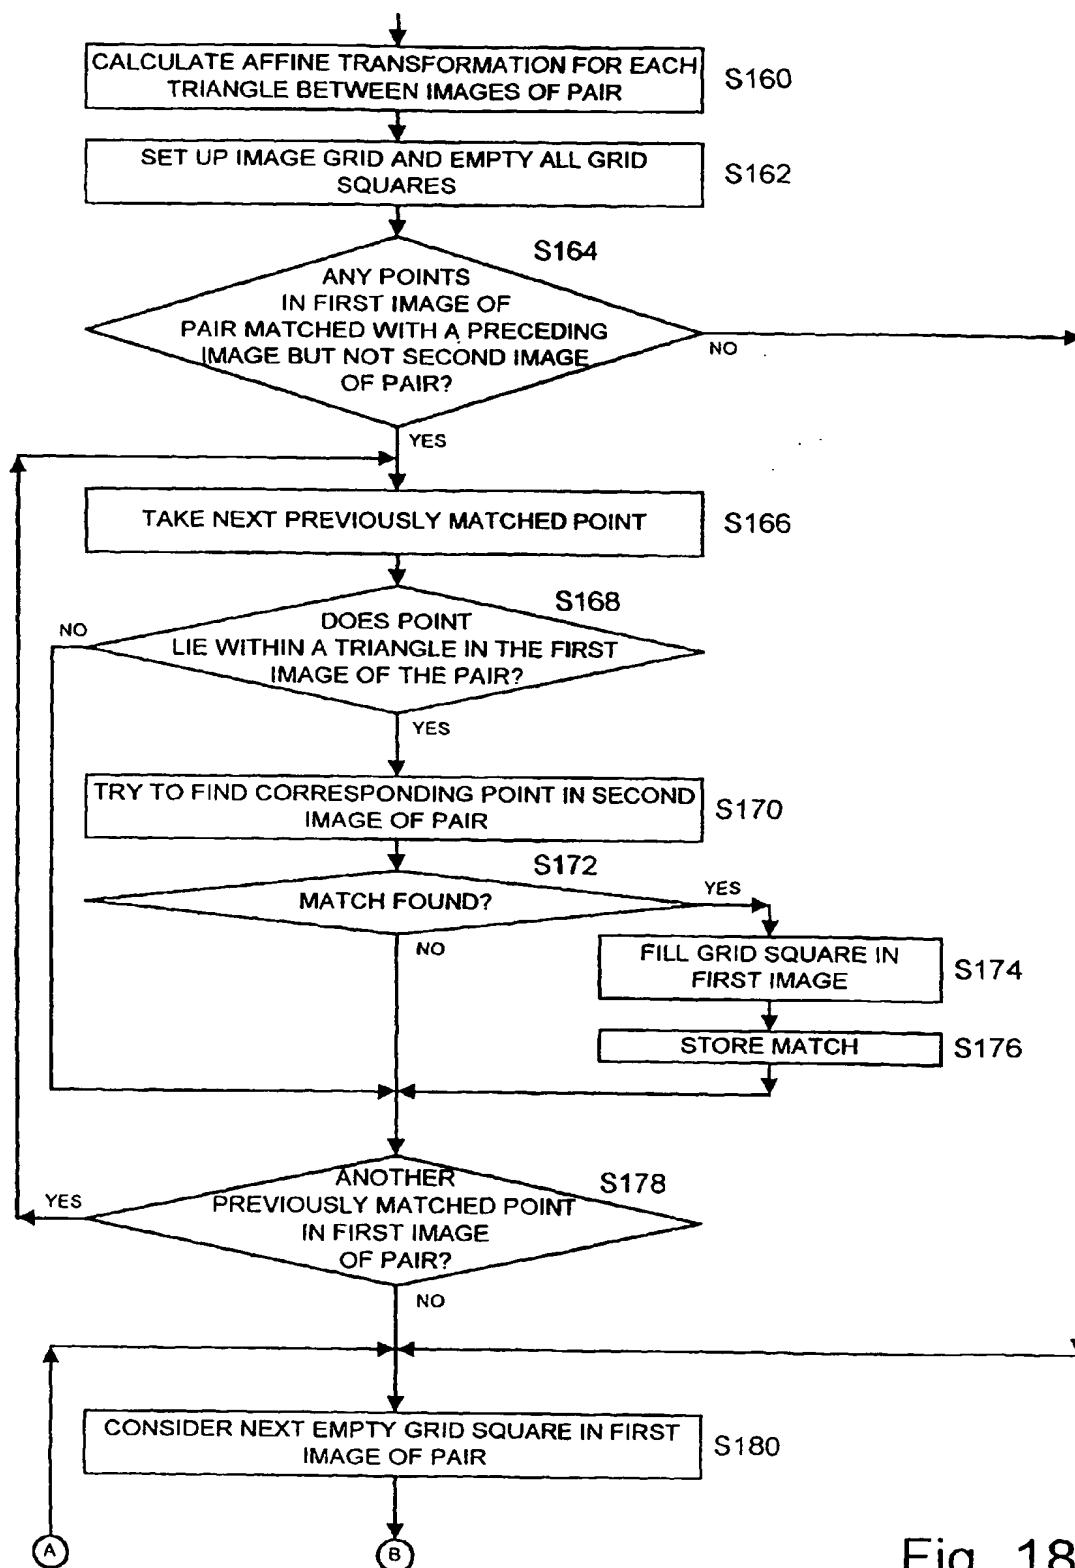 CALCULATE AFFINE TRANSFORMATION FOR EACH
TRIANGLE BETWEEN IMAGES OF PAIR
S160
SET UP IMAGE GRID AND EMPTY ALL GRID
SQUARES
S162
S164
ANY POINTS
IN FIRST IMAGE OF
PAIR MATCHED WITH A PRECEDING
IMAGE BUT NOT SECOND IMAGE
OF PAIR?
NO
YES
TAKE NEXT PREVIOUSLY MATCHED POINT
S166
S168
DOES POINT
LIE WITHIN A TRIANGLE IN THE FIRST
IMAGE OF THE PAIR?
NO
YES
TRY TO FIND CORRESPONDING POINT IN SECOND
IMAGE OF PAIR
S170
S172
MATCH FOUND?
YES
NO
FILL GRID SQUARE IN
FIRST IMAGE
S174
STORE MATCH
S176
ANOTHER
PREVIOUSLY MATCHED POINT
IN FIRST IMAGE
OF PAIR?
S178
YES
NO
CONSIDER NEXT EMPTY GRID SQUARE IN FIRST
IMAGE OF PAIR
S180
A
B
Fig. 18